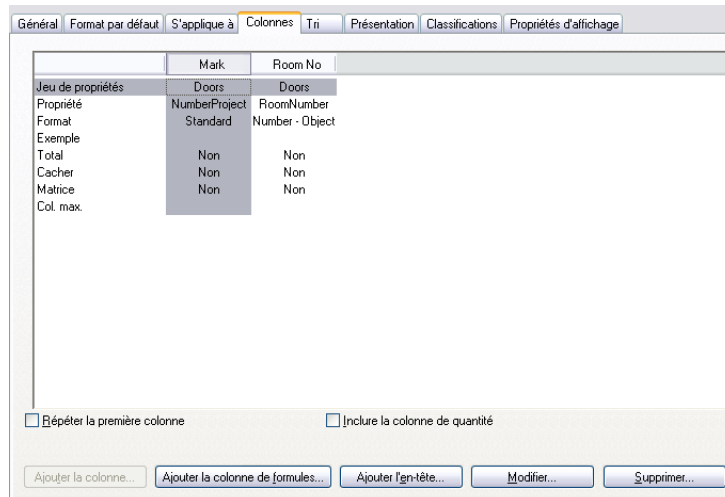 Général Format par défaut S'applique à Colonnes Tri Présentation Classifications Propriétés d'affichage
Mark Room No
Jeu de propriétés Doors Doors
Propriété NumberProject RoomNumber
Format Standard Number - Object
Exemple
Total Non Non
Cacher Non Non
Matrice Non Non
Col. max.
Répéter la première colonne Inclure la colonne de quantité
Ajouter la colonne... Ajouter la colonne de formules... Ajouter l'en-tête... Modifier... Supprimer...